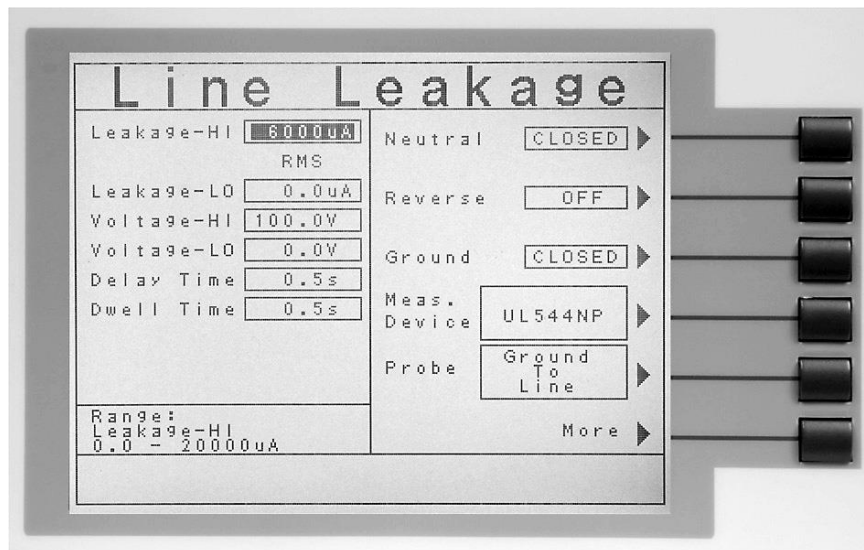 Line Leakage
Leakage-HI 6000uA
RMS
Leakage-LO 0.0uA
Voltage-HI 100.0V
Voltage-LO 0.0V
Delay Time 0.5s
Dwell Time 0.5s
Range:
Leakage-HI
0.0 - 20000uA
Neutral CLOSED
Reverse OFF
Ground CLOSED
Meas.
Device UL544NP
Probe Ground
To
Line
More